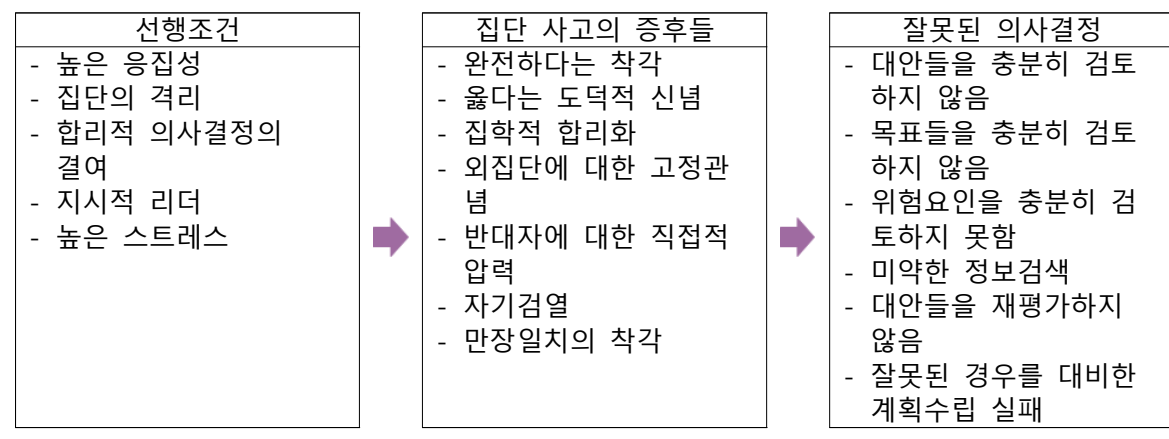 선행조건
- 높은 응집성
- 집단의 격리
- 합리적 의사결정의
결여
- 지시적 리더
- 높은 스트레스
집단 사고의 증후들
- 완전하다는 착각
- 옳다는 도덕적 신념
- 집학적 합리화
- 외집단에 대한 고정관
념
- 반대자에 대한 직접적
압력
- 자기검열
- 만장일치의 착각
잘못된 의사결정
- 대안들을 충분히 검토
하지 않음
- 목표들을 충분히 검토
하지 않음
- 위험요인을 충분히 검
토하지 못함
- 미약한 정보검색
- 대안들을 재평가하지
않음
- 잘못된 경우를 대비한
계획수립 실패